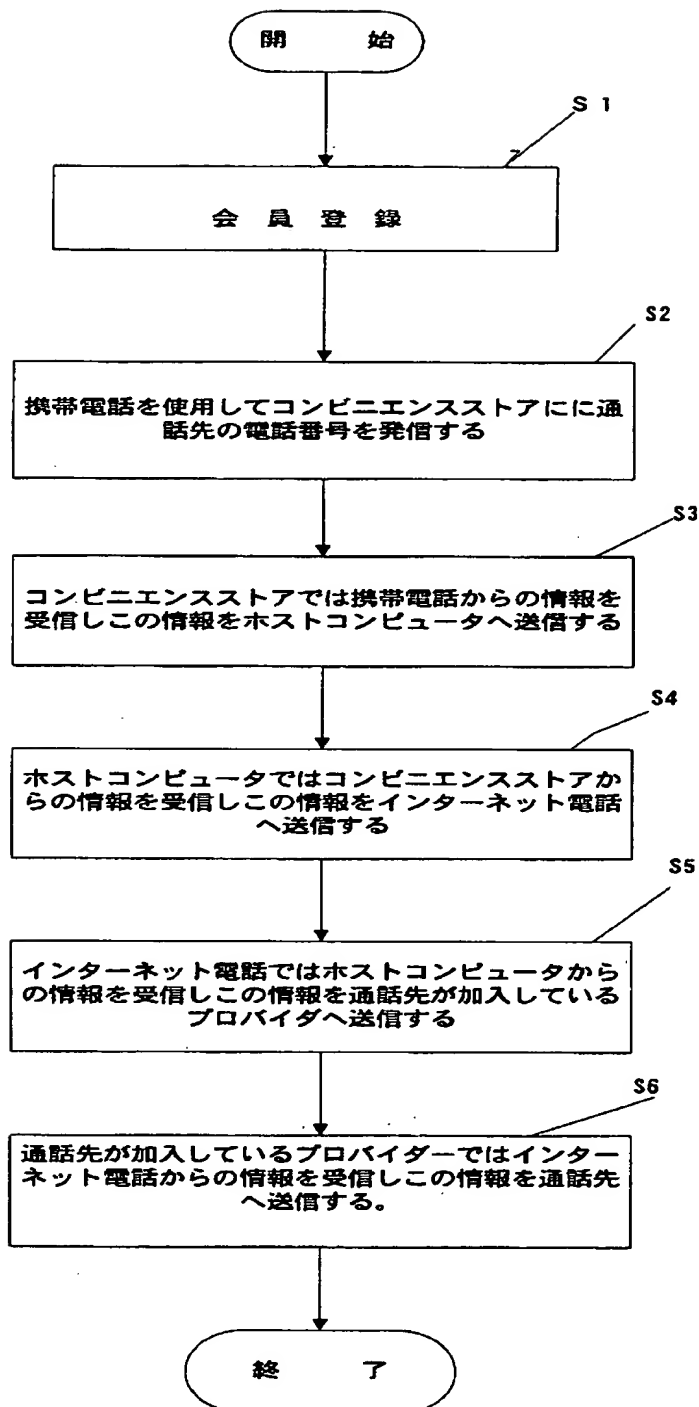 開 始
S 1
会 員 登 録
S2
携帯電話を使用してコンビニエンスストアにに通
話先の電話番号を発信する
S3
コンビニエンスストアでは携帯電話からの情報を
受信しこの情報をホストコンピュータへ送信する
S4
ホストコンピュータではコンビニエンスストアか
らの情報を受信しこの情報をインターネット電話
へ送信する
S5
インターネット電話ではホストコンピュータから
の情報を受信しこの情報を通話先が加入している
プロバイダへ送信する
S6
通話先が加入しているプロバイダーではインター
ネット電話からの情報を受信しこの情報を通話先
へ送信する。
終 了